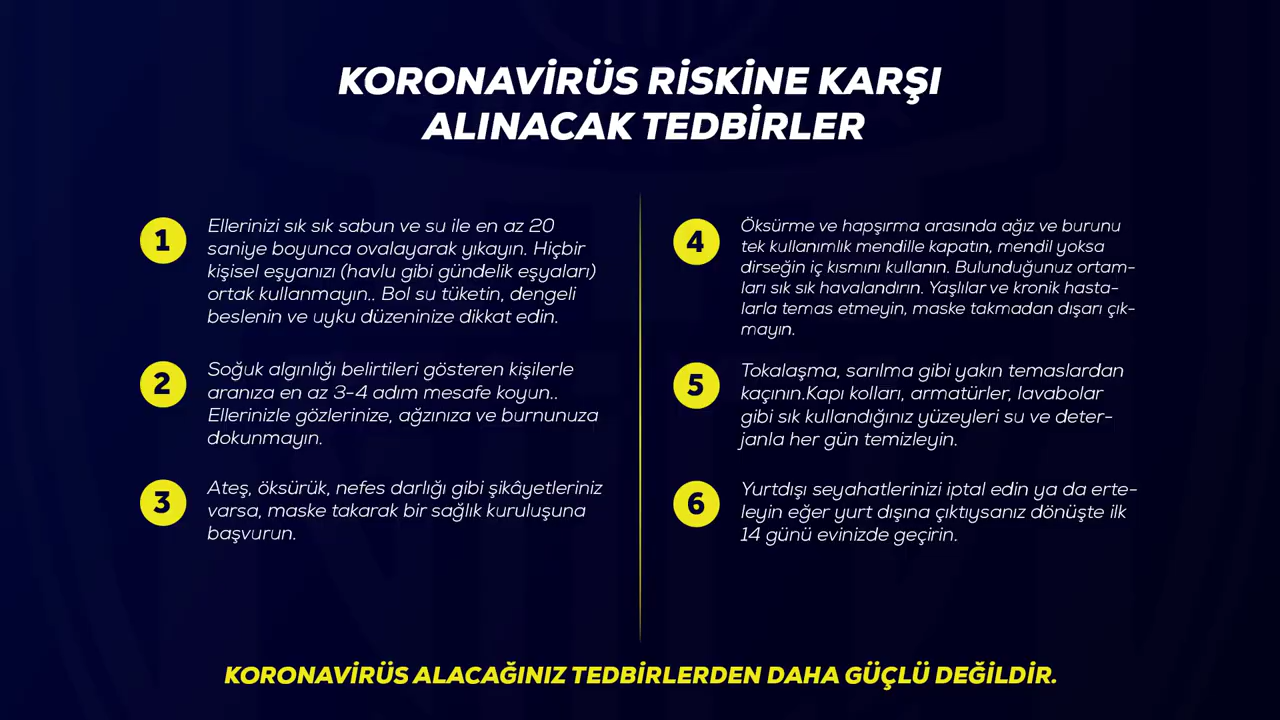 KORONAVİRÜS RİSKİNE KARŞI
ALINACAK TEDBİRLER
1
Ellerinizi sık sık sabun ve su ile en az 20
saniye boyunca ovalayarak yıkayın. Hiçbir
kişisel eşyanızı (havlu gibi gündelik eşyaları)
ortak kullanmayın.. Bol su tüketin, dengeli
beslenin ve uyku düzeninize dikkat edin.
2
Soğuk algınlığı belirtileri gösteren kişilerle
aranıza en az 3-4 adım mesafe koyun..
Ellerinizle gözlerinize, ağzınıza ve burnunuza
dokunmayın.
3
Ateş, öksürük, nefes darlığı gibi şikâyetleriniz
varsa, maske takarak bir sağlık kuruluşuna
başvurun.
4
Öksürme ve hapşırma arasında ağız ve burunu
tek kullanımlık mendille kapatın, mendil yoksa
dirseğin iç kısmını kullanın. Bulunduğunuz ortam-
ları sık sık havalandırın. Yaşlılar ve kronik hasta-
larla temas etmeyin, maske takmadan dışarı çık-
mayın.
5
Tokalaşma, sarılma gibi yakın temaslardan
kaçının.Kapı kolları, armatürler, lavabolar
gibi sık kullandığınız yüzeyleri su ve deter-
janla her gün temizleyin.
6
Yurtdışı seyahatlerinizi iptal edin ya da erte-
leyin eğer yurt dışına çıktıysanız dönüşte ilk
14 günü evinizde geçirin.
KORONAVİRÜS ALACAĞINIZ TEDBİRLERDEN DAHA GÜÇLÜ DEĞİLDİR.